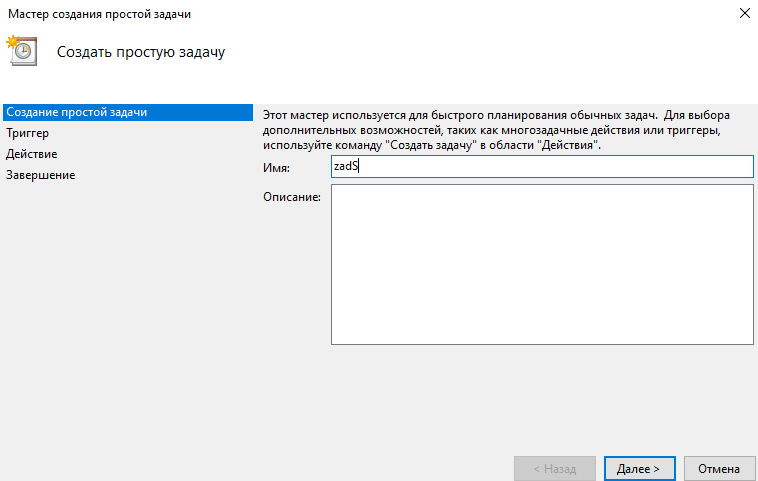 Мастер создания простой задачи
Создать простую задачу
Создание простой задачи
Триггер
Действие
Завершение
Этот мастер используется для быстрого планирования обычных задач. Для выбора
дополнительных возможностей, таких как многозадачные действия или триггеры,
используйте команду "Создать задачу" в области "Действия".
Имя: zadS
Описание:
< Назад Далее > Отмена